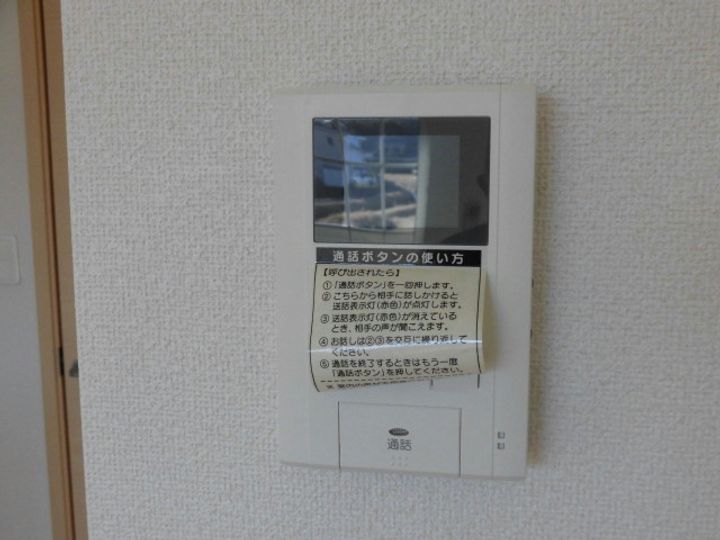 通話ボタンの使い方
【呼び出されたら】
①「通話ボタン」を一回押します。
②こちらから相手に話しかけると
送話表示灯(赤色)が点灯します。
③送話表示灯(赤色)が消えている
とき、相手の声が聞こえます。
④お話しは②③を交互に繰り返して
ください。
⑤通話を終了するときはもう一度
「通話ボタン」を押してください。
通話